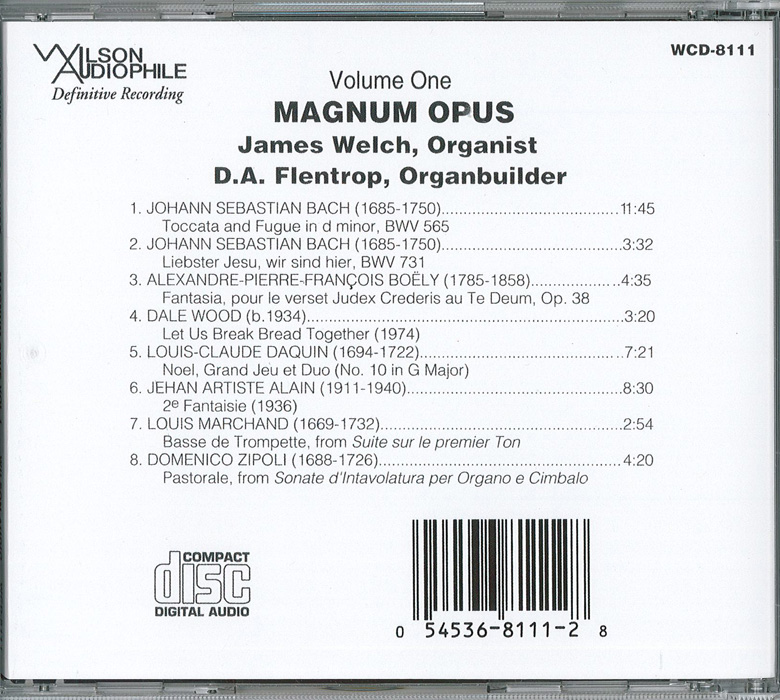 WILSON AUDIOPHILE
Definitive Recording
WCD-8111
Volume One
MAGNUM OPUS
James Welch, Organist
D.A. Flentrop, Organbuilder
1. JOHANN SEBASTIAN BACH (1685-1750)..............................11:45
Toccata and Fugue in d minor, BWV 565
2. JOHANN SEBASTIAN BACH (1685-1750)..............................3:32
Liebster Jesu, wir sind hier, BWV 731
3. ALEXANDRE-PIERRE-FRANÇOIS BOËLY (1785-1858)................4:35
Fantasia, pour le verset Judex Crederis au Te Deum, Op. 38
4. DALE WOOD (b.1934)......................................................3:20
Let Us Break Bread Together (1974)
5. LOUIS-CLAUDE DAQUIN (1694-1722)..................................7:21
Noel, Grand Jeu et Duo (No. 10 in G Major)
6. JEHAN ARTISTE ALAIN (1911-1940)....................................8:30
2e Fantaisie (1936)
7. LOUIS MARCHAND (1669-1732).........................................2:54
Basse de Trompette, from Suite sur le premier Ton
8. DOMENICO ZIPOLI (1688-1726).........................................4:20
Pastorale, from Sonate d'Intavolatura per Organo e Cimbalo
COMPACT
disc
DIGITAL AUDIO
0 54536-8111-2 8